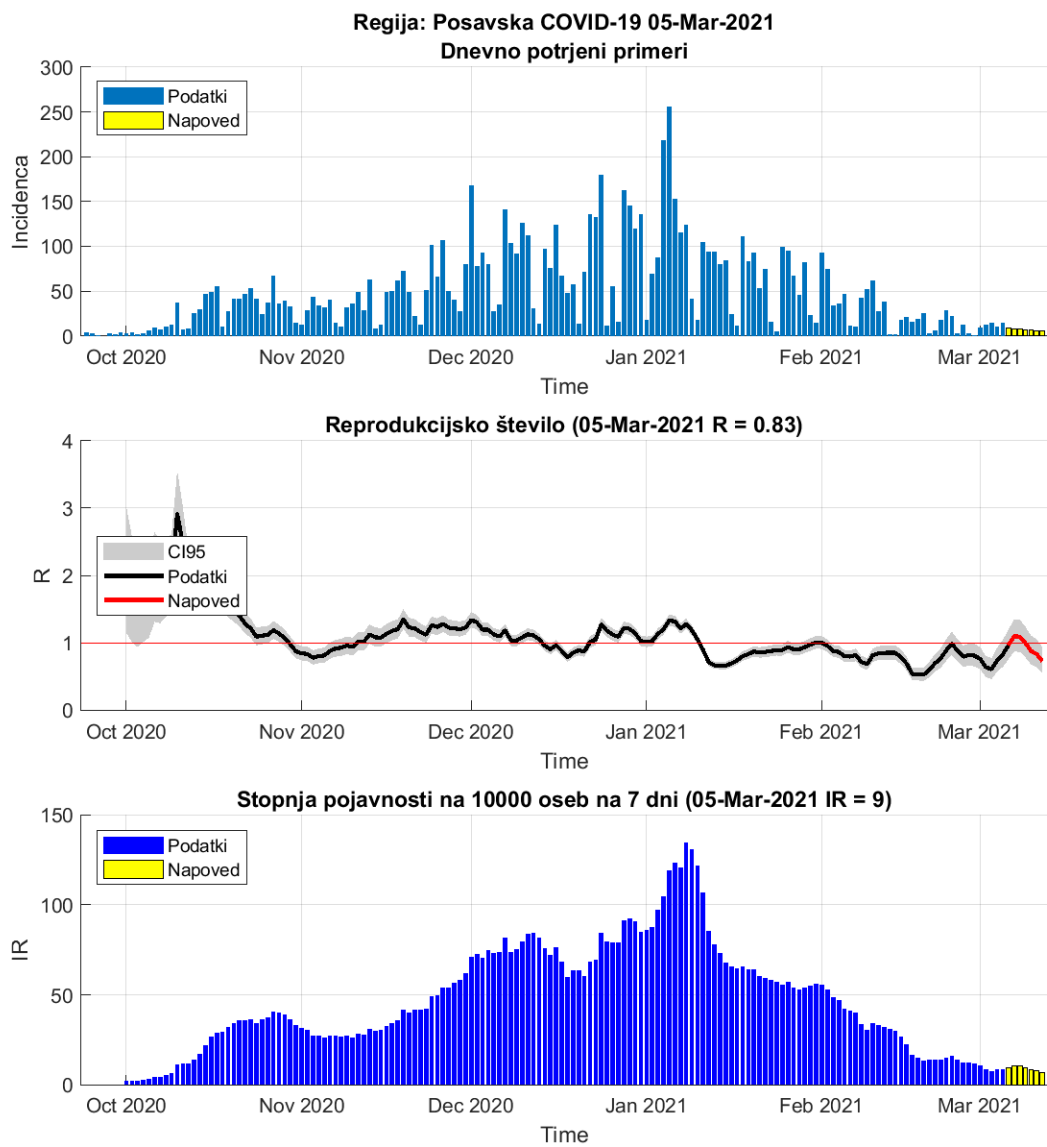 Regija: Posavska COVID-19 05-Mar-2021
Dnevno potrjeni primeri
300
250
200
150
100
50
0
Incidenca
Podatki
Napoved
Oct 2020 Nov 2020 Dec 2020 Jan 2021 Feb 2021 Mar 2021
Time
Reprodukcijsko število (05-Mar-2021 R = 0.83)
4
3
2
1
0
R
CI95
Podatki
Napoved
Oct 2020 Nov 2020 Dec 2020 Jan 2021 Feb 2021 Mar 2021
Time
Stopnja pojavnosti na 10000 oseb na 7 dni (05-Mar-2021 IR = 9)
150
100
50
0
IR
Podatki
Napoved
Oct 2020 Nov 2020 Dec 2020 Jan 2021 Feb 2021 Mar 2021
Time